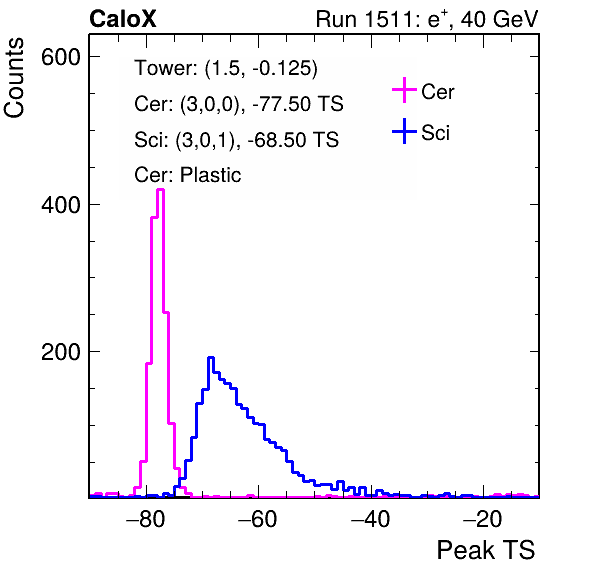 CaloX Run 1511: e⁺, 40 GeV
Counts
600
400
200
Tower: (1.5, -0.125)
Cer: (3,0,0), -77.50 TS
Sci: (3,0,1), -68.50 TS
Cer: Plastic
Cer
Sci
−80 −60 −40 −20
Peak TS